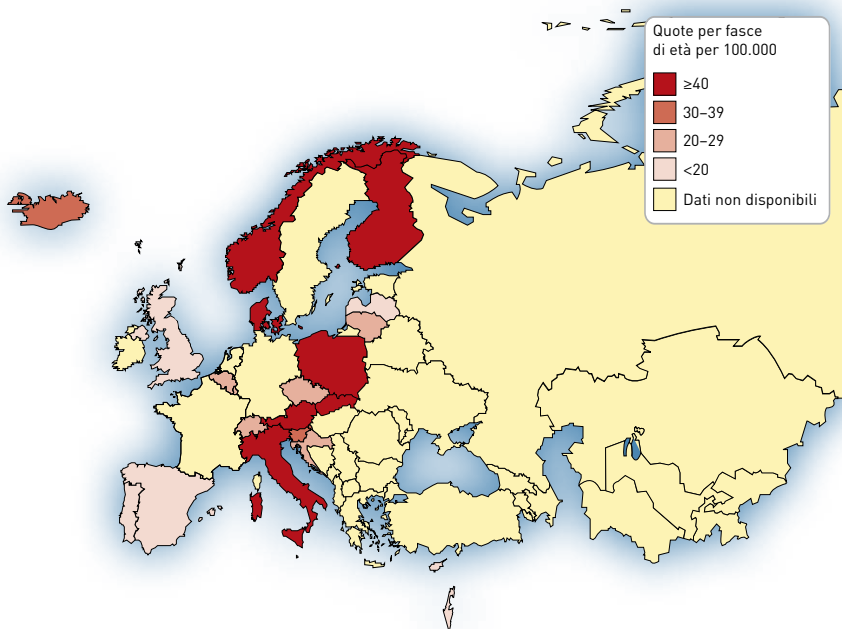 Quote per fasce
di età per 100.000
≥40
30–39
20–29
<20
Dati non disponibili